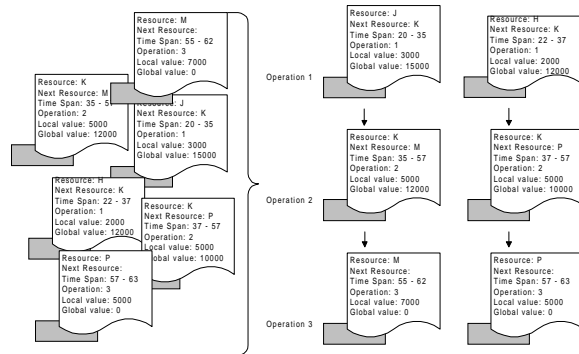 Resource: M
Next Resource:
Time Span: 55 - 62
Operation: 3
Local value: 7000
Global value: 0
Resource: K
Next Resource: M
Time Span: 35 - 5
Operation: 2
Local value: 5000
Global value: 12000
J
Next Resource: K
Time Span: 20 - 35
Operation: 1
Local value: 3000
Global value: 15000
Resource: H
Next Resource: K
Time Span: 22 - 37
Operation: 1
Local value: 2000
Global value: 12000
Resource: K
Next Resource: P
Time Span: 37 - 57
Operation: 2
Local value: 5000
Global value: 10000
Resource: P
Next Resource:
Time Span: 57 - 63
Operation: 3
Local value: 5000
Global value: 0
Operation 1
Resource: J
Next Resource: K
Time Span: 20 - 35
Operation: 1
Local value: 3000
Global value: 15000
Resource: H
Next Resource: K
Time Span: 22 - 37
Operation: 1
Local value: 2000
Global value: 12000
Operation 2
Resource: K
Next Resource: M
Time Span: 35 - 57
Operation: 2
Local value: 5000
Global value: 12000
Resource: K
Next Resource: P
Time Span: 37 - 57
Operation: 2
Local value: 5000
Global value: 10000
Operation 3
Resource: M
Next Resource:
Time Span: 55 - 62
Operation: 3
Local value: 7000
Global value: 0
Resource: P
Next Resource:
Time Span: 57 - 63
Operation: 3
Local value: 5000
Global value: 0